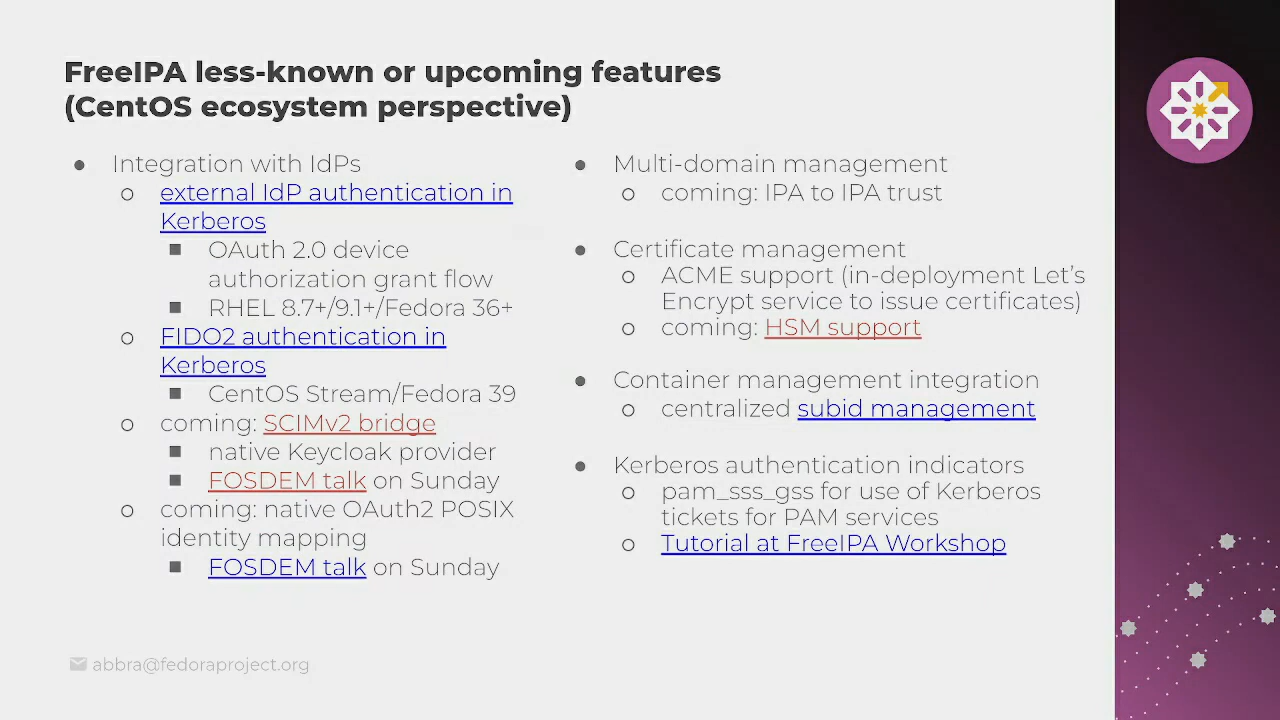 FreeIPA less-known or upcoming features
(CentOS ecosystem perspective)
● Integration with IdPs
○ external IdP authentication in
Kerberos
■ OAuth 2.0 device
authorization grant flow
■ RHEL 8.7+/9.1+/Fedora 36+
○ FIDO2 authentication in
Kerberos
■ CentOS Stream/Fedora 39
○ coming: SCIMv2 bridge
■ native Keycloak provider
■ FOSDEM talk on Sunday
○ coming: native OAuth2 POSIX
identity mapping
■ FOSDEM talk on Sunday
● Multi-domain management
○ coming: IPA to IPA trust
● Certificate management
○ ACME support (in-deployment Let's
Encrypt service to issue certificates)
○ coming: HSM support
● Container management integration
○ centralized subid management
● Kerberos authentication indicators
○ pam_sss_gss for use of Kerberos
tickets for PAM services
○ Tutorial at FreeIPA Workshop
abbra@fedoraproject.org